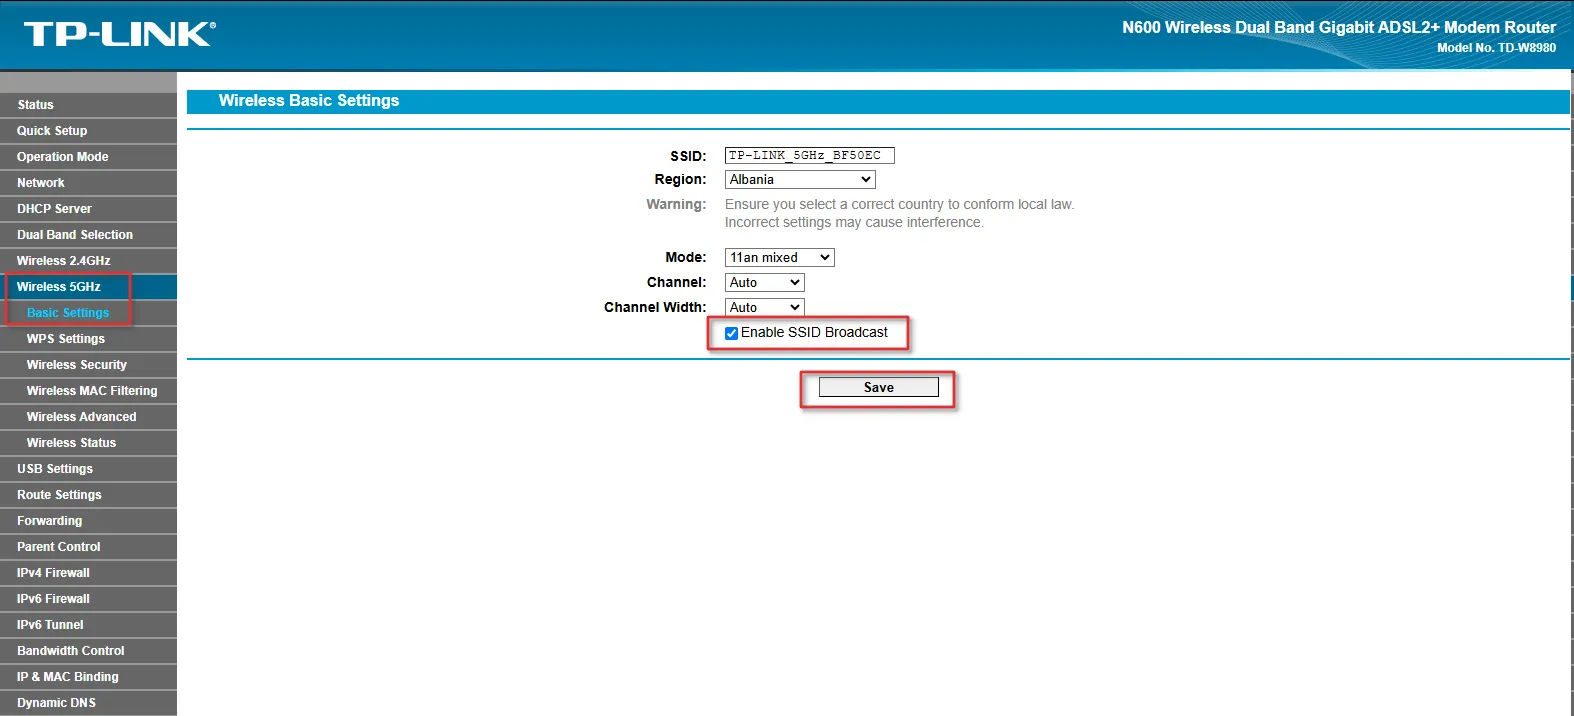 TP-LINK®
N600 Wireless Dual Band Gigabit ADSL2+ Modem Router
Model No. TD-W8980
Status
Quick Setup
Operation Mode
Network
DHCP Server
Dual Band Selection
Wireless 2.4GHz
Wireless 5GHz
Basic Settings
WPS Settings
Wireless Security
Wireless MAC Filtering
Wireless Advanced
Wireless Status
USB Settings
Route Settings
Forwarding
Parent Control
IPv4 Firewall
IPv6 Firewall
IPv6 Tunnel
Bandwidth Control
IP & MAC Binding
Dynamic DNS
Wireless Basic Settings
SSID: TP-LINK_5GHz_BF50EC
Region: Albania
Warning: Ensure you select a correct country to conform local law.
Incorrect settings may cause interference.
Mode: 11an mixed
Channel: Auto
Channel Width: Auto
Enable SSID Broadcast
Save